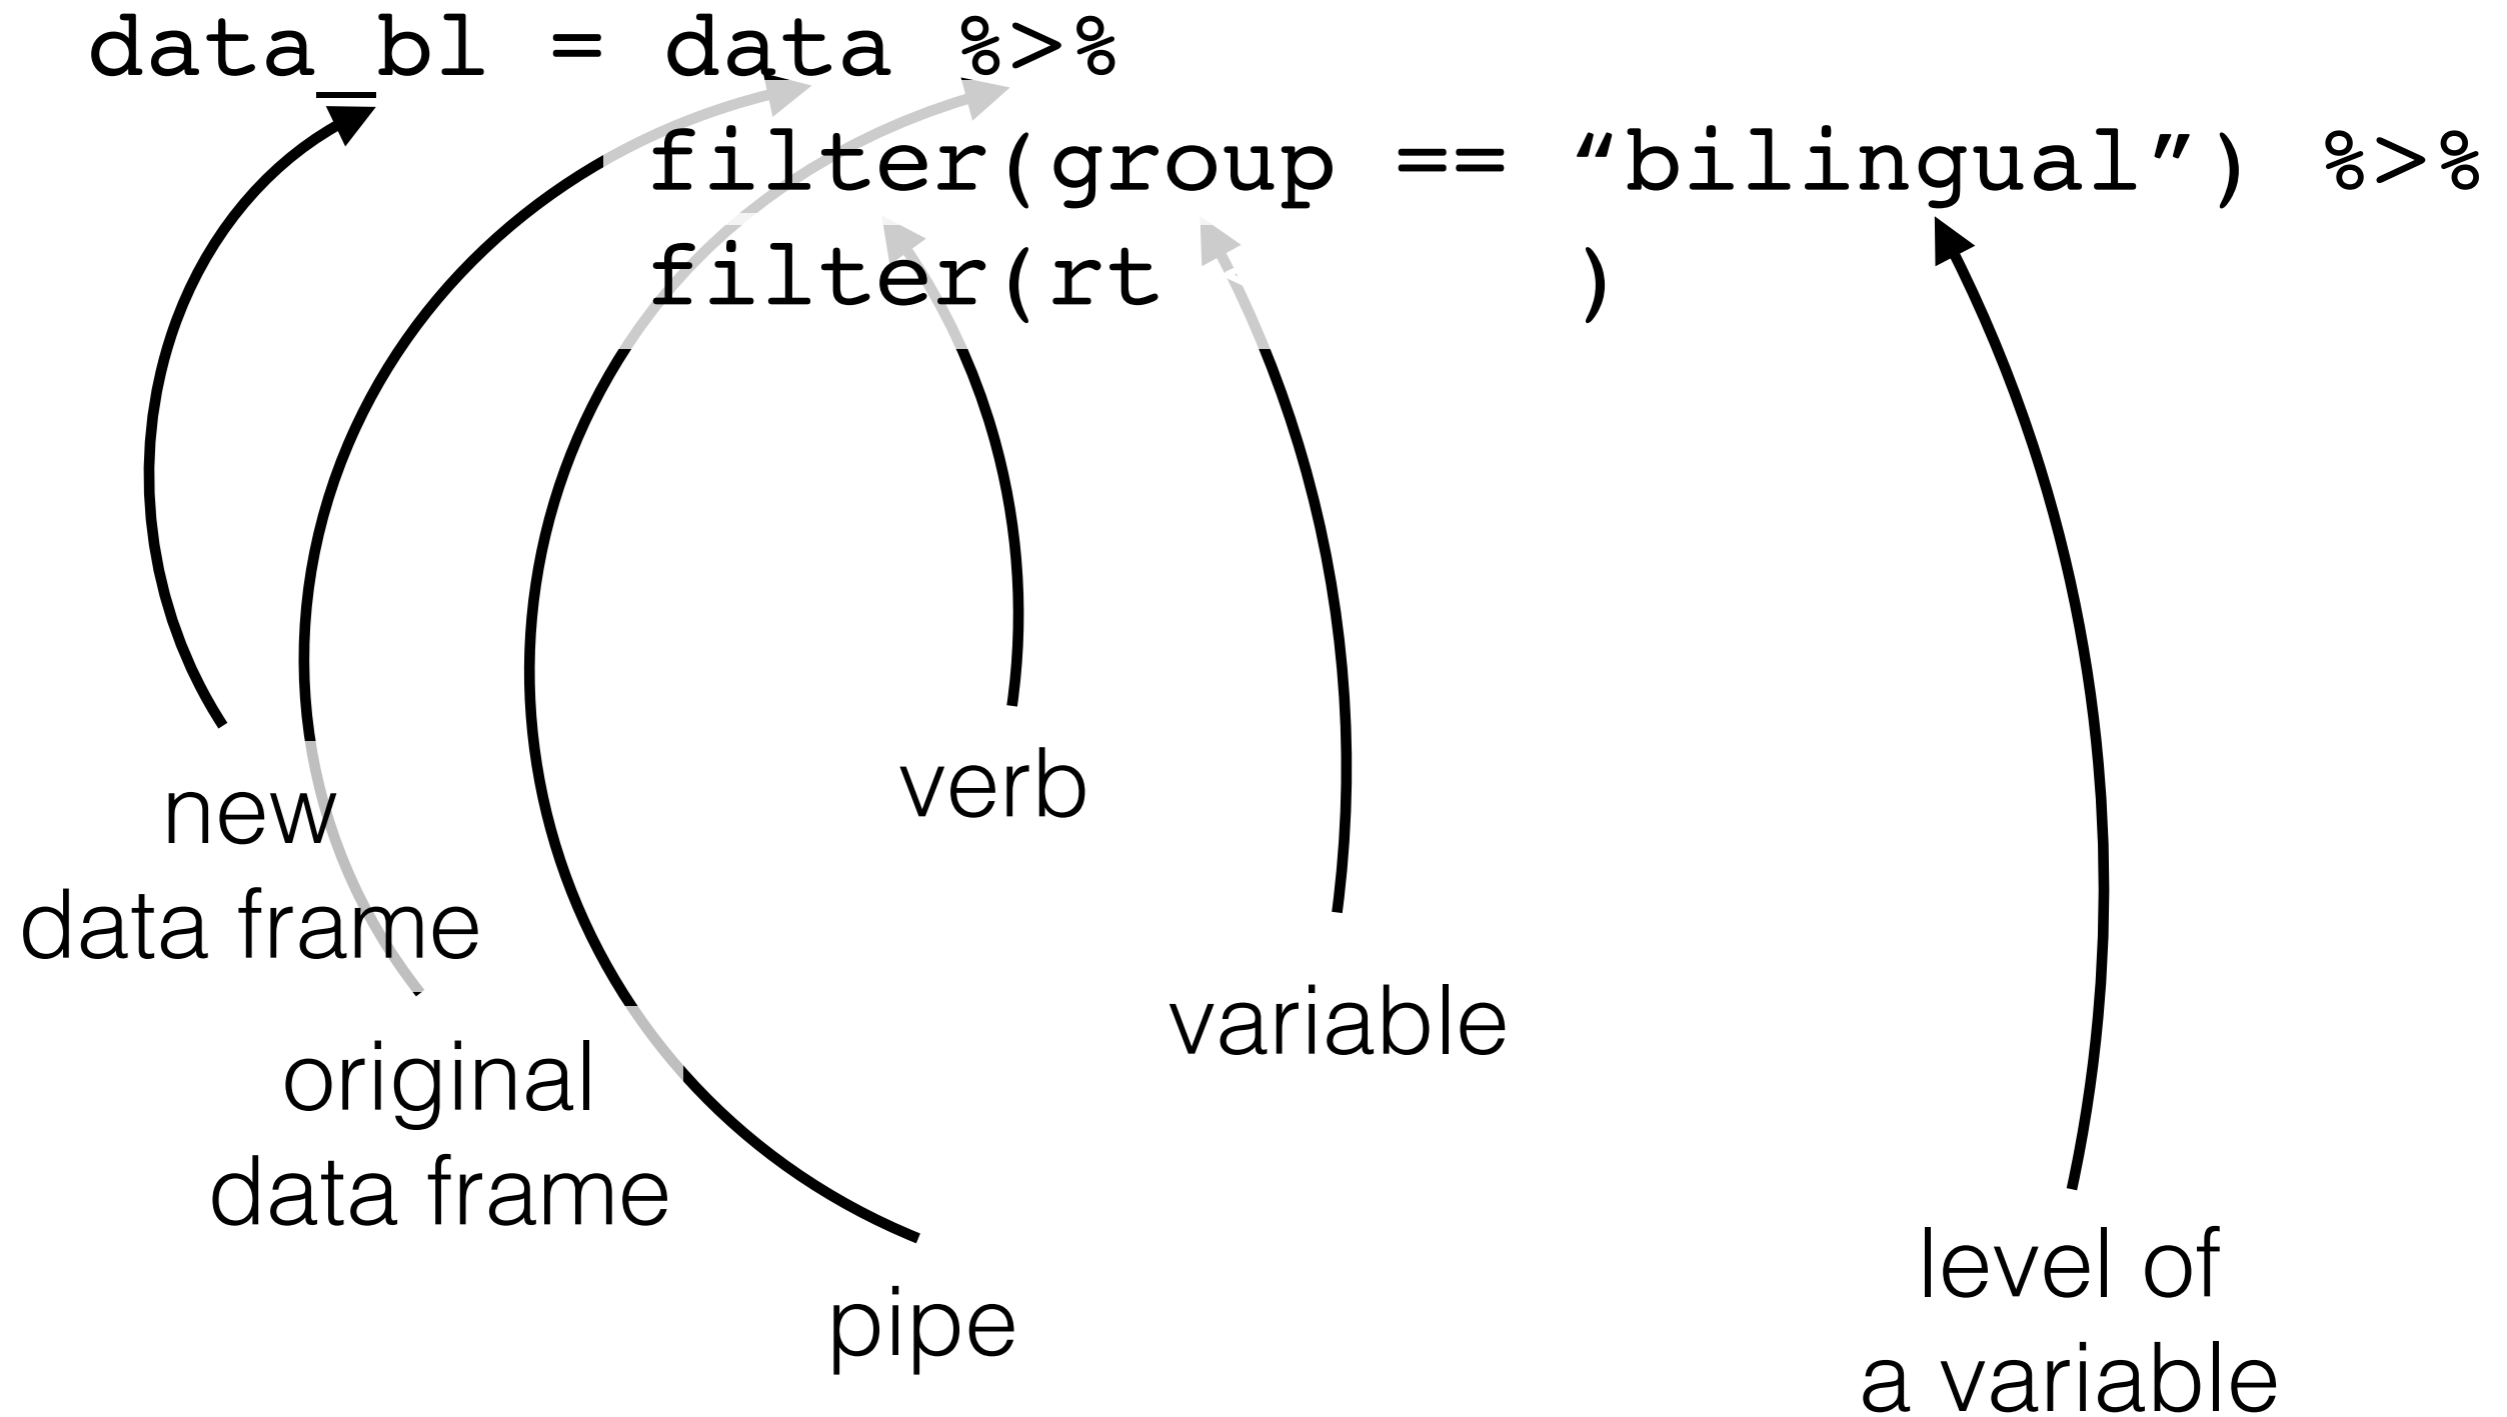 data_bl = data %>%
filter(group == “bilingual”) %>%
filter(rt )
verb
new
data frame
variable
original
data frame
level of
a variable
pipe